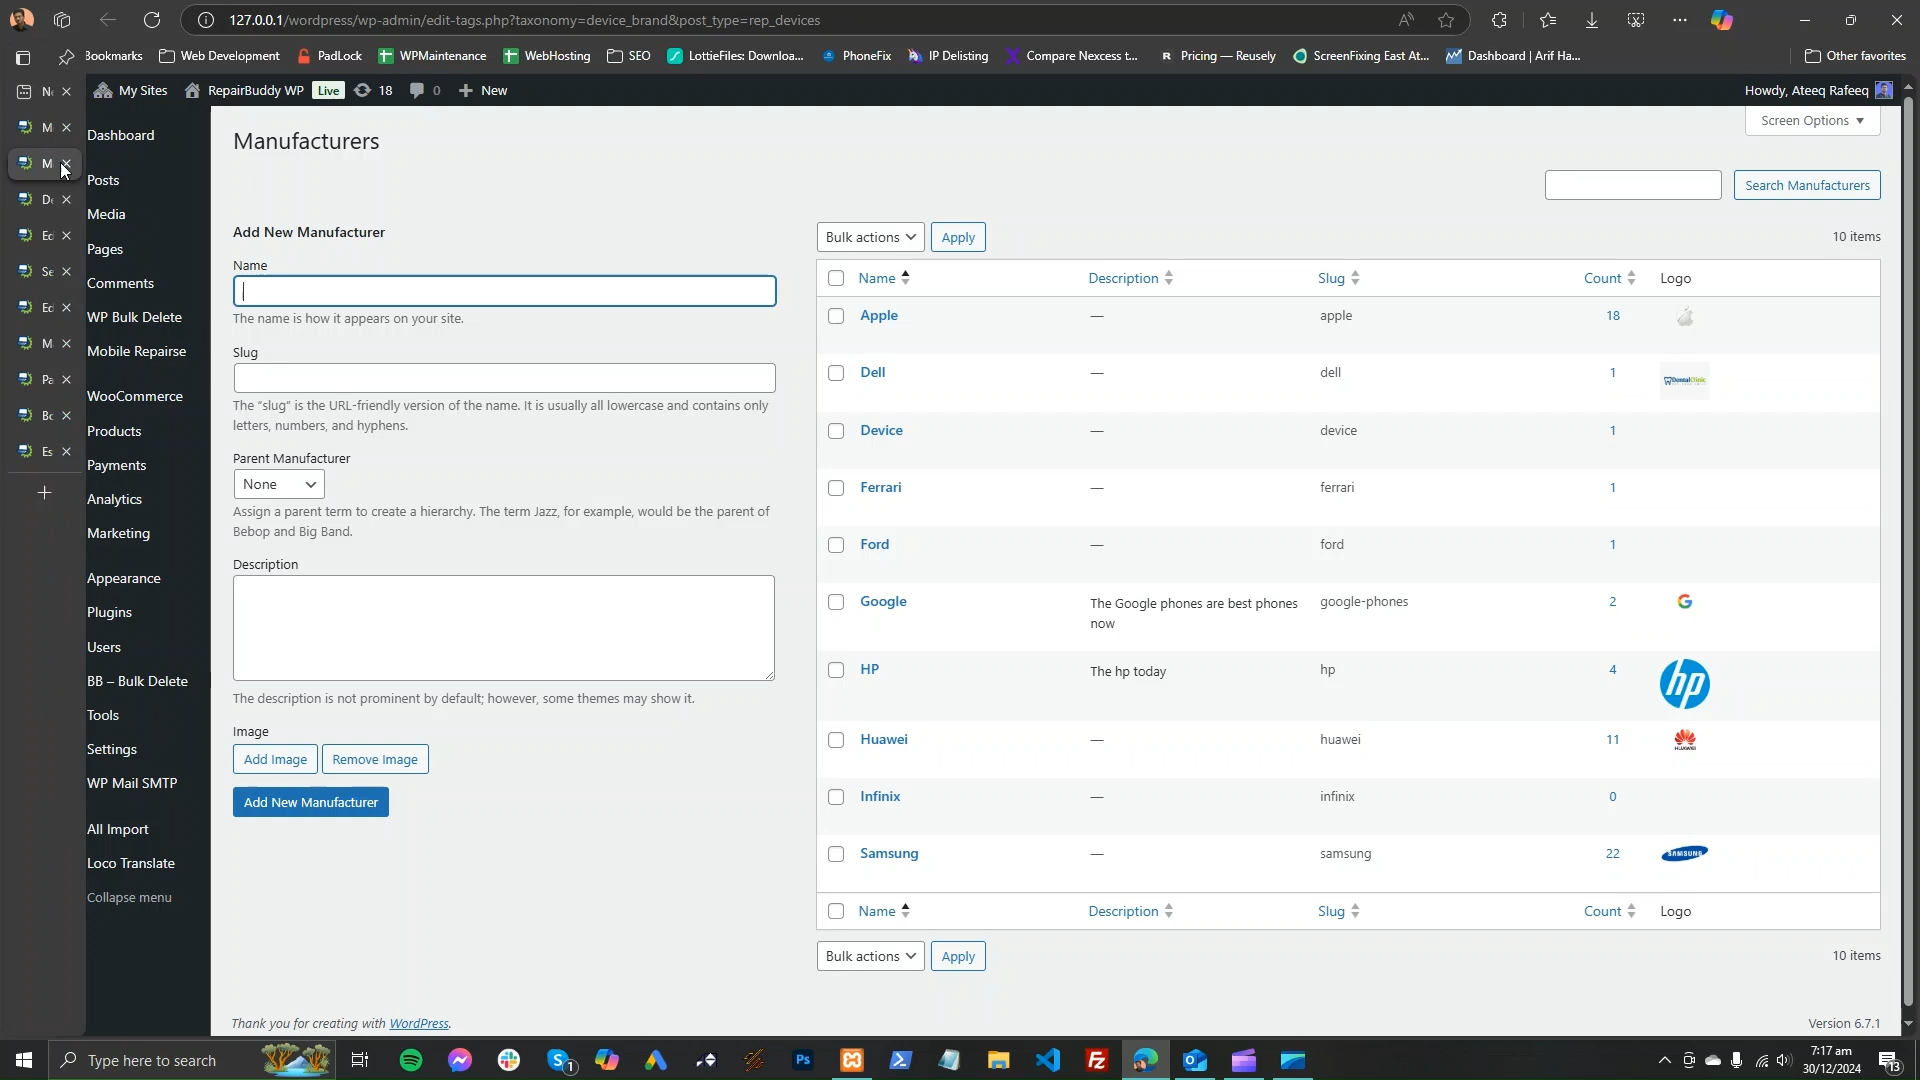 127.0.0.1/wordpress/wp-admin/edit-tags.php?taxonomy=device_brand&post_type=rep_devices
Bookmarks Web Development PadLock WPMaintenance WebHosting SEO LottieFiles: Downloa... PhoneFix IP Delisting Compare Nexcess t... Pricing — Reusely ScreenFixing East At... Dashboard | Arif Ha... Other favorites
My Sites RepairBuddy WP Live 18 0 New Howdy, Ateeq Rafeeq
Screen Options
M
M
De
Ed
Se
Ed
M
Pa
Bo
Es
Dashboard
Posts
Media
Pages
Comments
WP Bulk Delete
Mobile Repairse
WooCommerce
Products
Payments
Analytics
Marketing
Appearance
Plugins
Users
BB – Bulk Delete
Tools
Settings
WP Mail SMTP
All Import
Loco Translate
Collapse menu
Manufacturers
Search Manufacturers
Add New Manufacturer
Name
The name is how it appears on your site.
Slug
The “slug” is the URL-friendly version of the name. It is usually all lowercase and contains only
letters, numbers, and hyphens.
Parent Manufacturer
None
Assign a parent term to create a hierarchy. The term Jazz, for example, would be the parent of
Bebop and Big Band.
Description
The description is not prominent by default; however, some themes may show it.
Image
Add Image Remove Image
Add New Manufacturer
Bulk actions Apply 10 items
Name Description Slug Count Logo
Apple — apple 18
Dell — dell 1 DentalClinic
Device — device 1
Ferrari — ferrari 1
Ford — ford 1
Google The Google phones are best phones google-phones 2 G
now
HP The hp today hp 4 hp
Huawei — huawei 11 HUAWEI
Infinix — infinix 0
Samsung — samsung 22 SAMSUNG
Name Description Slug Count Logo
Bulk actions Apply 10 items
Thank you for creating with WordPress. Version 6.7.1
Type here to search
7:17 am
30/12/2024
13